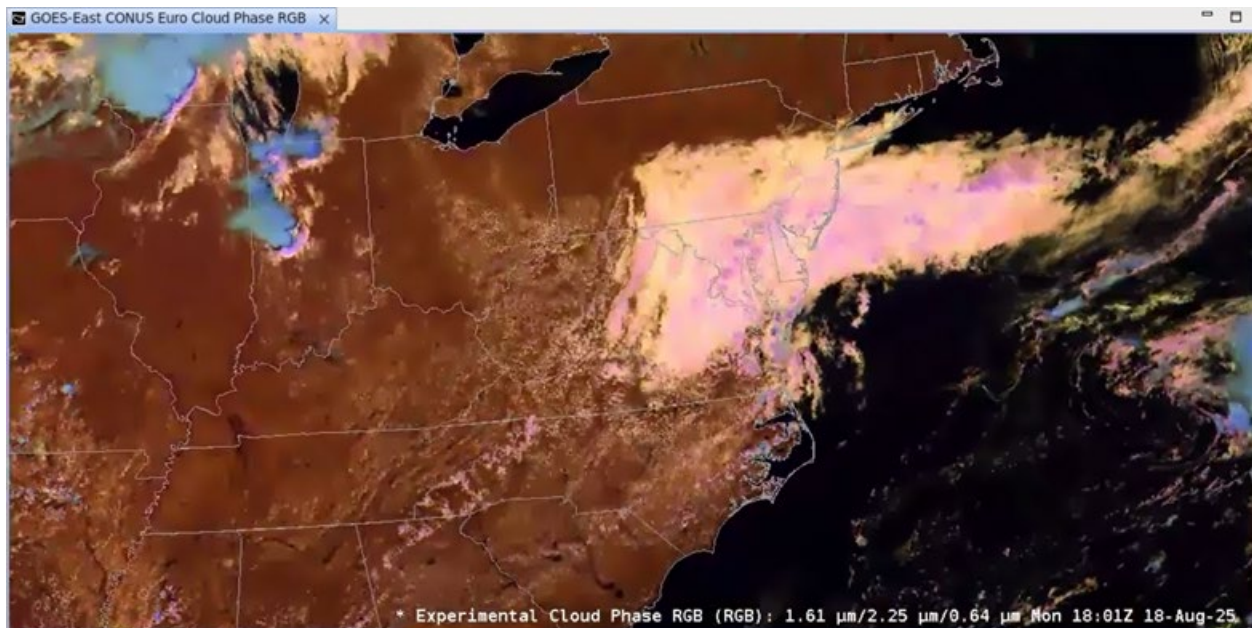 GOES-East CONUS Euro Cloud Phase RGB
* Experimental Cloud Phase RGB (RGB): 1.61 μm/2.25 μm/0.64 μm Mon 18:01Z 18-Aug-25